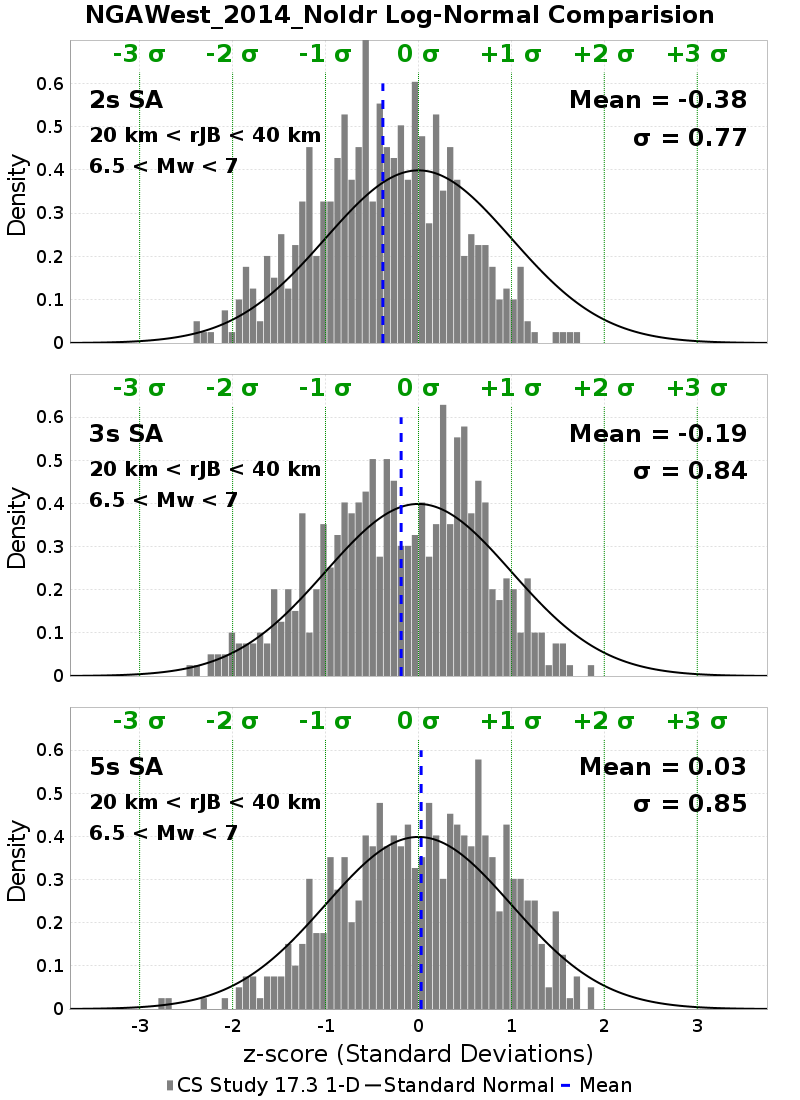 NGAWest_2014_NoIdr Log-Normal Comparision
-3 σ -2 σ -1 σ 0 σ +1 σ +2 σ +3 σ
2s SA
Mean = -0.38
20 km < rJB < 40 km
σ = 0.77
6.5 < Mw < 7
0.6
0.5
0.4
0.3
0.2
0.1
0
Density
-3 σ -2 σ -1 σ 0 σ +1 σ +2 σ +3 σ
3s SA
Mean = -0.19
20 km < rJB < 40 km
σ = 0.84
6.5 < Mw < 7
0.6
0.5
0.4
0.3
0.2
0.1
0
Density
-3 σ -2 σ -1 σ 0 σ +1 σ +2 σ +3 σ
5s SA
Mean = 0.03
20 km < rJB < 40 km
σ = 0.85
6.5 < Mw < 7
0.6
0.5
0.4
0.3
0.2
0.1
0
Density
-3 -2 -1 0 1 2 3
z-score (Standard Deviations)
CS Study 17.3 1-D Standard Normal Mean